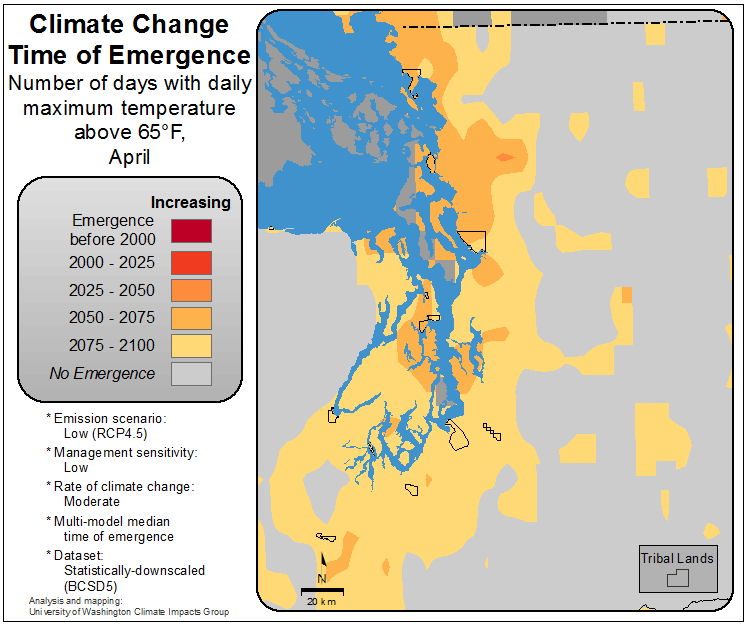 Climate Change
Time of Emergence
Number of days with daily
maximum temperature
above 65°F,
April
Increasing
Emergence
before 2000
2000 - 2025
2025 - 2050
2050 - 2075
2075 - 2100
No Emergence
* Emission scenario:
Low (RCP4.5)
* Management sensitivity:
Low
* Rate of climate change:
Moderate
* Multi-model median
time of emergence
* Dataset:
Statistically-downscaled
(BCSD5)
Analysis and mapping:
University of Washington Climate Impacts Group
N
20 km
Tribal Lands